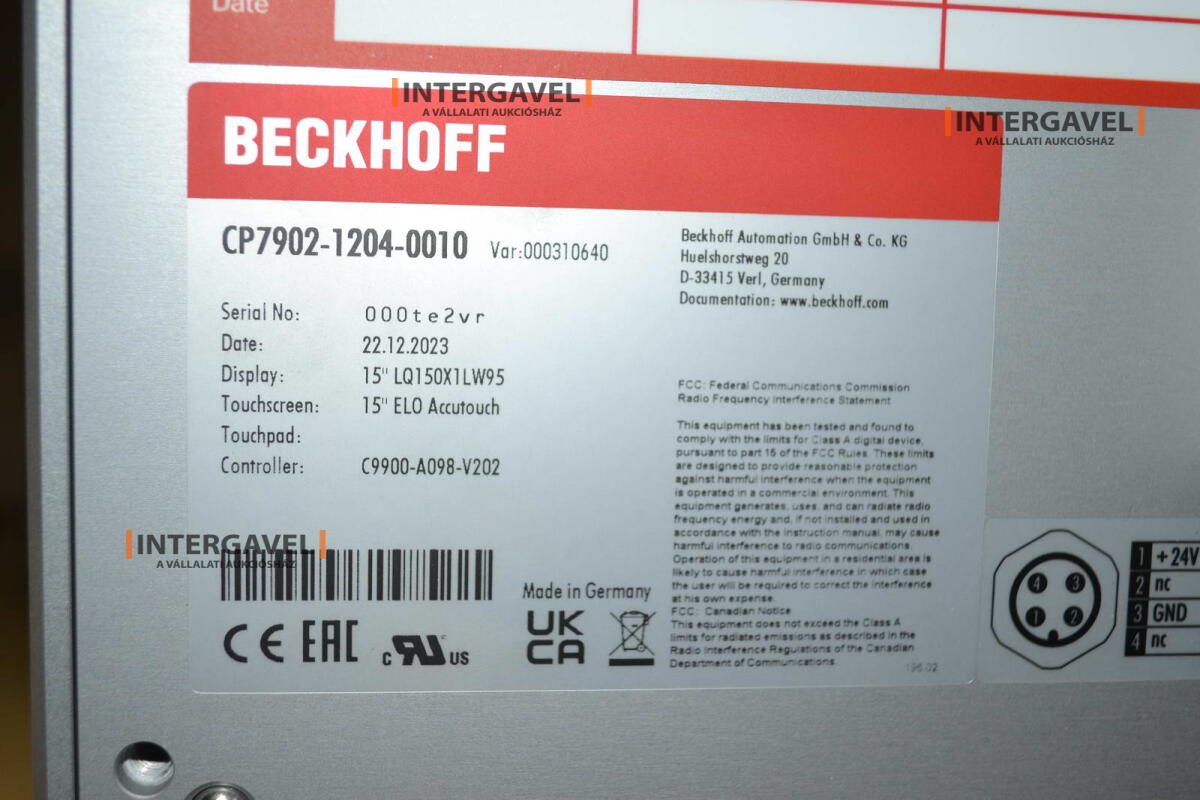 Date
INTERGAVEL
A VÁLLALATI AUKCIÓSHÁZ
INTERGAVEL
A VÁLLALATI AUKCIÓSHÁZ
BECKHOFF
CP7902-1204-0010 Var:000310640
Serial No: 000te2vr
Date: 22.12.2023
Display: 15" LQ150X1LW95
Touchscreen: 15" ELO Accutouch
Touchpad:
Controller: C9900-A098-V202
Beckhoff Automation GmbH & Co. KG
Huelshorstweg 20
D-33415 Verl, Germany
Documentation: www.beckhoff.com
FCC: Federal Communications Commission
Radio Frequency Interference Statement
This equipment has been tested and found to
comply with the limits for Class A digital device,
pursuant to part 15 of the FCC Rules. These limits
are designed to provide reasonable protection
against harmful interference when the equipment
is operated in a commercial environment. This
equipment generates, uses, and can radiate radio
frequency energy and, if not installed and used in
accordance with the instruction manual, may cause
harmful interference to radio communications.
Operation of this equipment in a residential area is
likely to cause harmful interference in which case
the user will be required to correct the interference
at his own expense.
FCC: Canadian Notice
This equipment does not exceed the Class A
limits for radiated emissions as described in the
Radio Interference Regulations of the Canadian
Department of Communications.
196.02
INTERGAVEL
A VÁLLALATI AUKCIÓSHÁZ
Made in Germany
CE EAC c RU US UK CA
4 3
1 2
1 +24V
2 nc
3 GND
4 nc